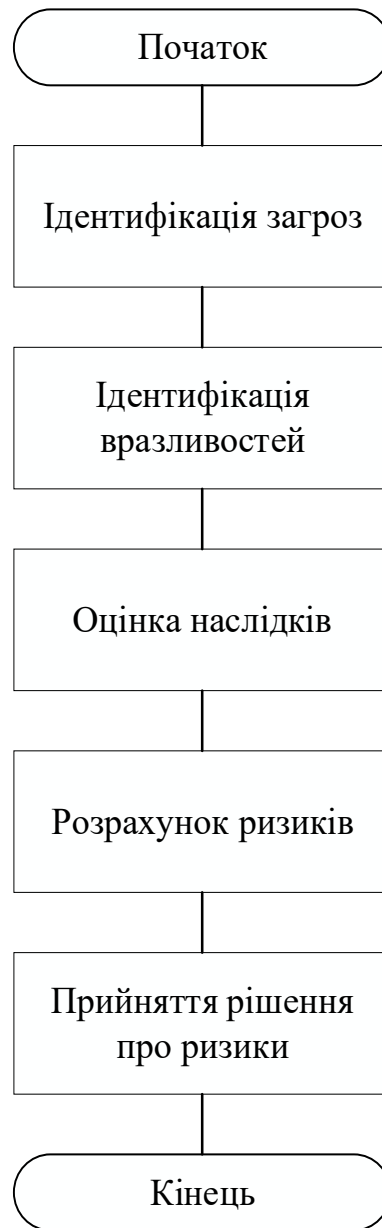 Початок
Ідентифікація загроз
Ідентифікація
вразливостей
Оцінка наслідків
Розрахунок ризиків
Прийняття рішення
про ризики
Кінець